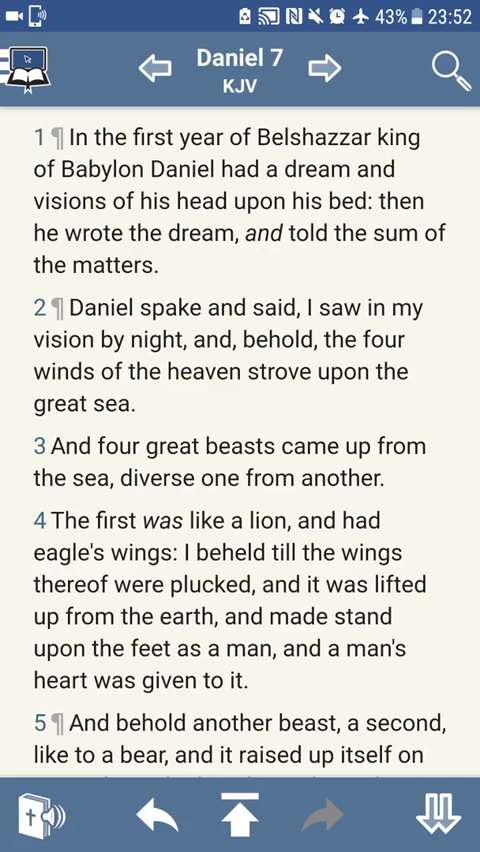 43% 23:52
Daniel 7
KJV
1 ¶ In the first year of Belshazzar king
of Babylon Daniel had a dream and
visions of his head upon his bed: then
he wrote the dream, and told the sum of
the matters.
2 ¶ Daniel spake and said, I saw in my
vision by night, and, behold, the four
winds of the heaven strove upon the
great sea.
3 And four great beasts came up from
the sea, diverse one from another.
4 The first was like a lion, and had
eagle's wings: I beheld till the wings
thereof were plucked, and it was lifted
up from the earth, and made stand
upon the feet as a man, and a man's
heart was given to it.
5 ¶ And behold another beast, a second,
like to a bear, and it raised up itself on